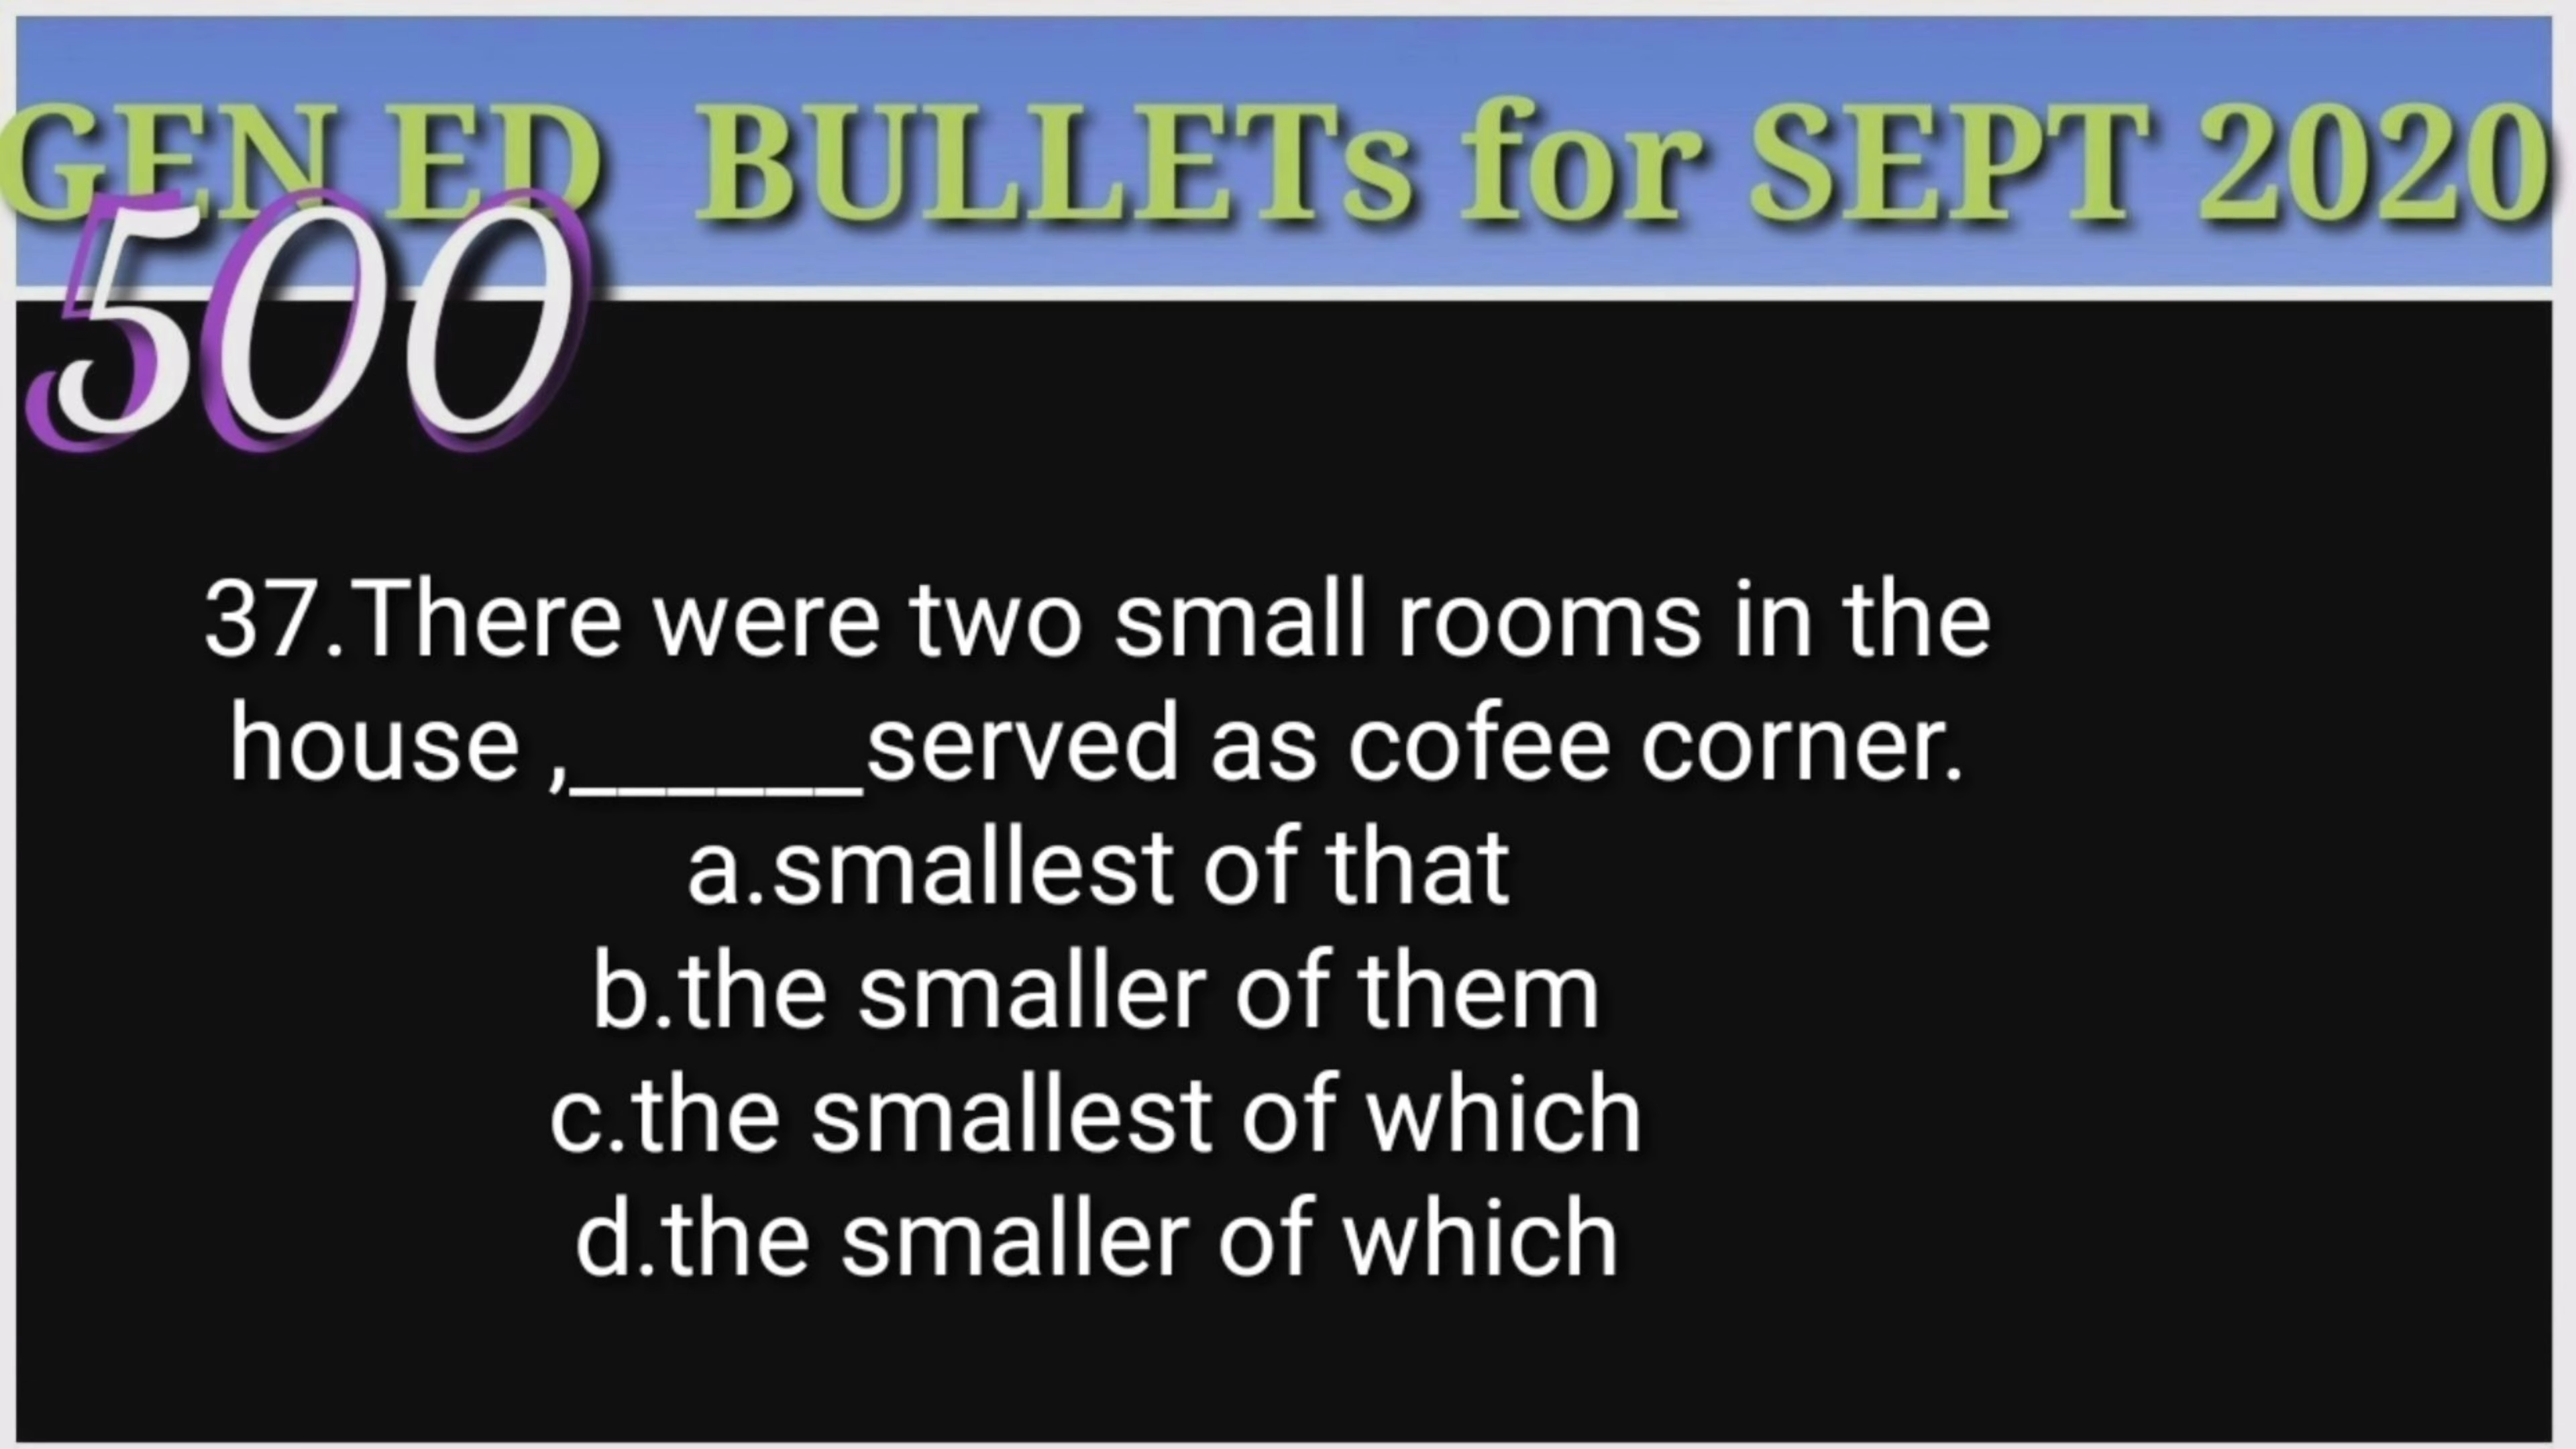 GEN ED BULLETs for SEPT 2020
500
37.There were two small rooms in the
house ,______served as cofee corner.
a.smallest of that
b.the smaller of them
c.the smallest of which
d.the smaller of which